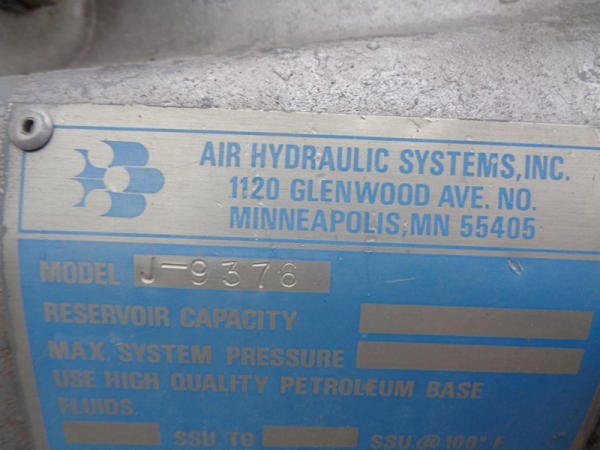 AIR HYDRAULIC SYSTEMS, INC.
1120 GLENWOOD AVE. NO.
MINNEAPOLIS, MN 55405
MODEL J-9376
RESERVOIR CAPACITY
MAX. SYSTEM PRESSURE
USE HIGH QUALITY PETROLEUM BASE
FLUIDS.
SSU TO SSU @ 100° F